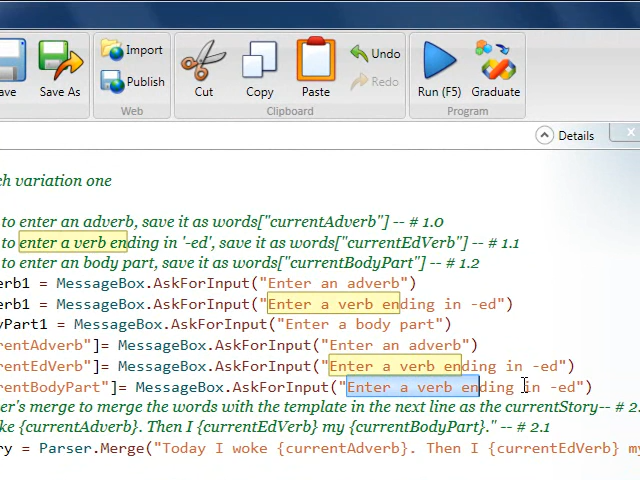 Import
Publish
Web
ve
Save As
Cut
Copy
Paste
Undo
Redo
Clipboard
Run (F5)
Graduate
Program
Details
ch variation one
to enter an adverb, save it as words["currentAdverb"] -- # 1.0
to enter a verb ending in '-ed', save it as words["currentEdVerb"] -- # 1.1
to enter an body part, save it as words["currentBodyPart"] -- # 1.2
erb1 = MessageBox.AskForInput("Enter an adverb")
erb1 = MessageBox.AskForInput("Enter a verb ending in -ed")
yPart1 = MessageBox.AskForInput("Enter a body part")
rentAdverb"]= MessageBox.AskForInput("Enter an adverb")
rentEdVerb"]= MessageBox.AskForInput("Enter a verb ending in -ed")
rentBodyPart"]= MessageBox.AskForInput("Enter a verb ending in -ed")
er's merge to merge the words with the template in the next line as the currentStory-- # 2.
oke {currentAdverb}. Then I {currentEdVerb} my {currentBodyPart}." -- # 2.1
ry = Parser.Merge("Today I woke {currentAdverb}. Then I {currentEdVerb} my